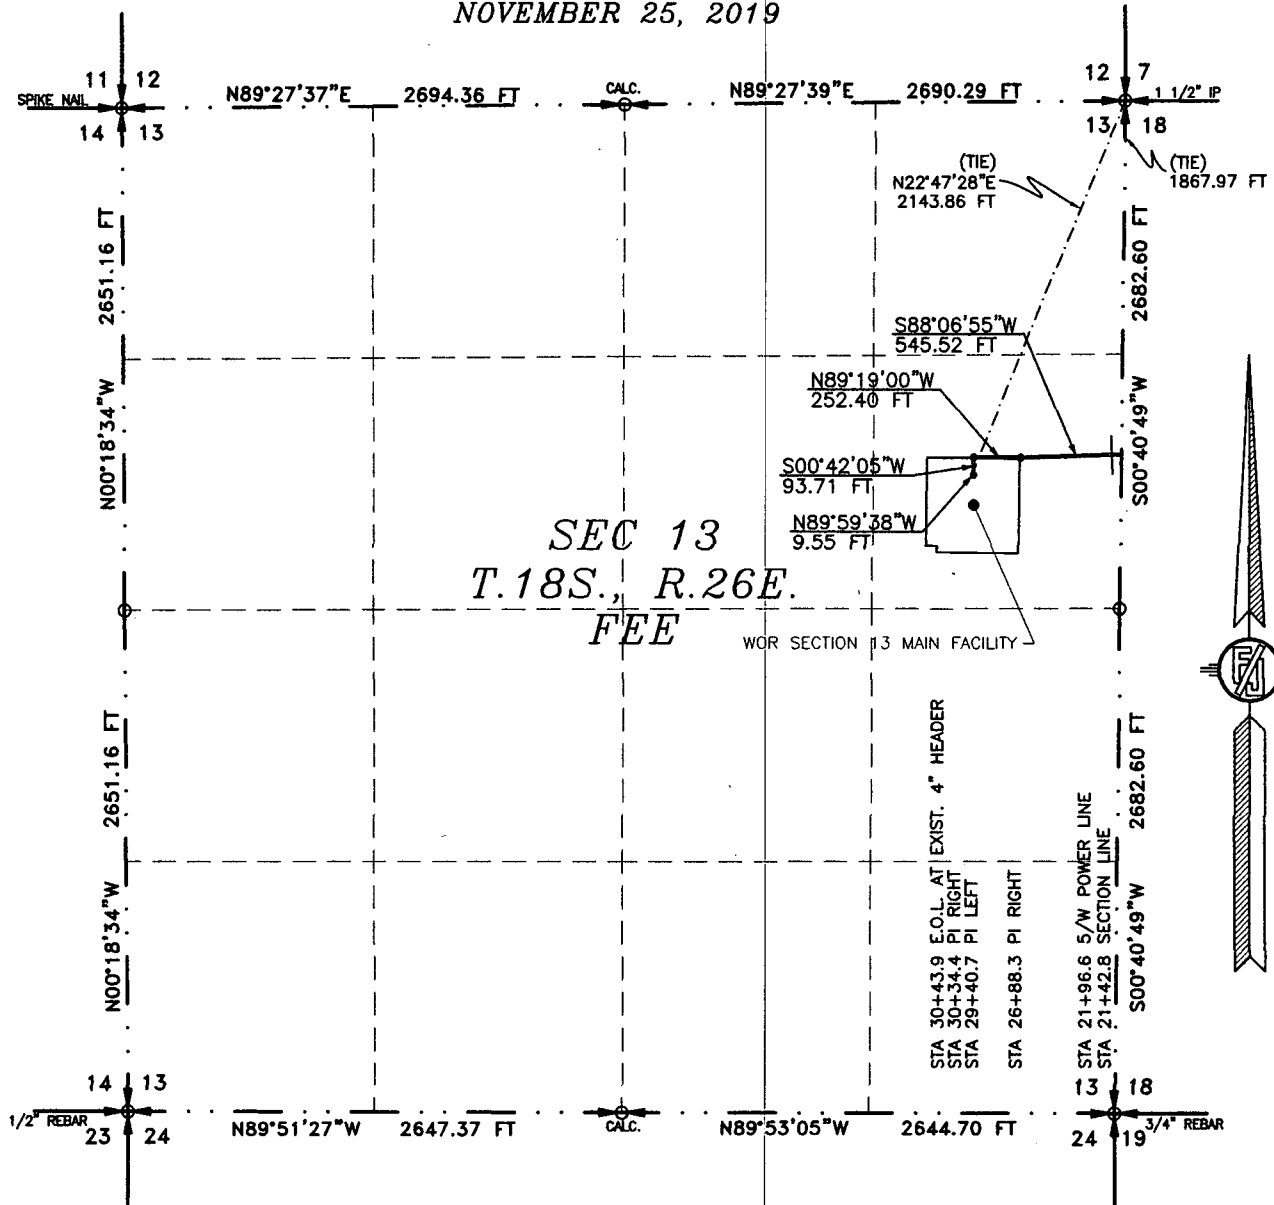 NOVEMBER 25, 2019
11 12
12 7
SPIKE NAIL
N89°27'37"E 2694.36 FT
CALC.
N89°27'39"E 2690.29 FT
1 1/2" IP
14 13
13 18
(TIE)
N22°47'28"E
2143.86 FT
(TIE)
1867.97 FT
2651.16 FT
2682.60 FT
S88°06'55"W
545.52 FT
N89°19'00"W
252.40 FT
N00°18'34"W
S00°40'49"W
S00°42'05"W
93.71 FT
N89°59'38"W
9.55 FT
SEC 13
T.18S., R.26E.
FEE
WOR SECTION 13 MAIN FACILITY
2651.16 FT
2682.60 FT
N00°18'34"W
S00°40'49"W
STA 30+43.9 E.O.L. AT EXIST. 4" HEADER
STA 30+34.4 PI RIGHT
STA 29+40.7 PI LEFT
STA 26+88.3 PI RIGHT
STA 21+96.6 5/W POWER LINE
STA 21+42.8 SECTION LINE
14 13
13 18
1/2" REBAR
23 24
N89°51'27"W 2647.37 FT
CALC.
N89°53'05"W 2644.70 FT
24 19
3/4" REBAR